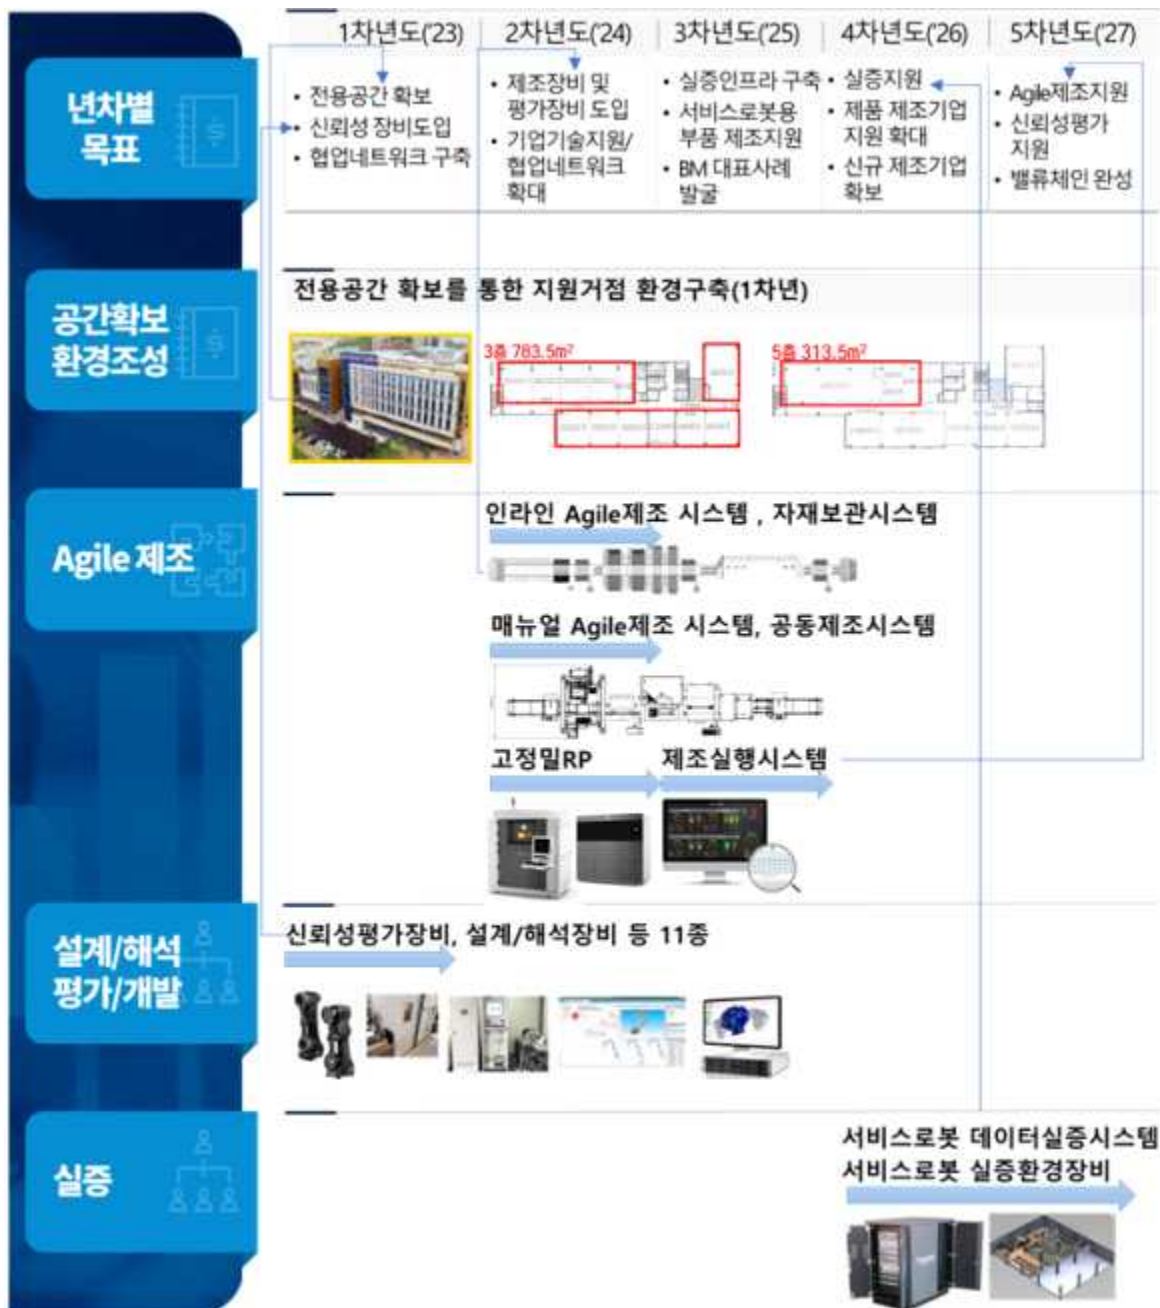 1차년도('23)
2차년도('24)
3차년도('25)
4차년도('26)
5차년도('27)
년차별
목표
• 전용공간 확보
• 신뢰성 장비도입
• 협업네트워크 구축
• 제조장비 및
평가장비 도입
• 기업기술지원/
협업네트워크
확대
• 실증인프라 구축
• 서비스로봇용
부품 제조지원
• BM 대표사례
발굴
• 실증지원
• 제품 제조기업
지원 확대
• 신규 제조기업
확보
• Agile제조지원
• 신뢰성평가
지원
• 밸류체인 완성
공간확보
환경조성
전용공간 확보를 통한 지원거점 환경구축(1차년)
3층 783.5m²
5층 313.5m²
Agile 제조
인라인 Agile제조 시스템 , 자재보관시스템
매뉴얼 Agile제조 시스템, 공동제조시스템
고정밀RP
제조실행시스템
설계/해석
평가/개발
신뢰성평가장비, 설계/해석장비 등 11종
실증
서비스로봇 데이터실증시스템
서비스로봇 실증환경장비